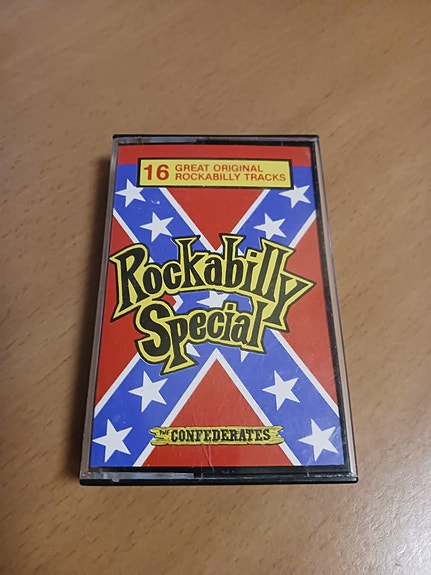 16 GREAT ORIGINAL
ROCKABILLY TRACKS
Rockabilly
Special
THE CONFEDERATES